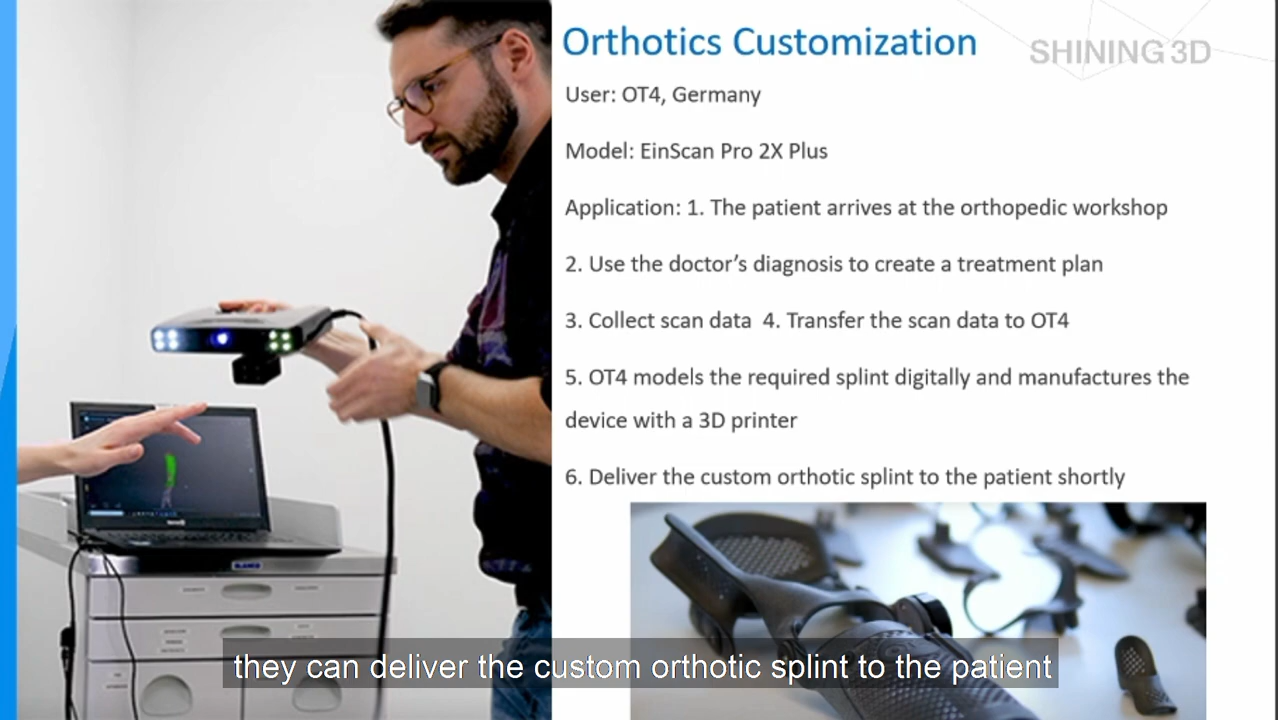 Orthotics Customization
SHINING 3D
User: OT4, Germany
Model: EinScan Pro 2X Plus
Application: 1. The patient arrives at the orthopedic workshop
2. Use the doctor’s diagnosis to create a treatment plan
3. Collect scan data  4. Transfer the scan data to OT4
5. OT4 models the required splint digitally and manufactures the
device with a 3D printer
6. Deliver the custom orthotic splint to the patient shortly
BLANCO
they can deliver the custom orthotic splint to the patient